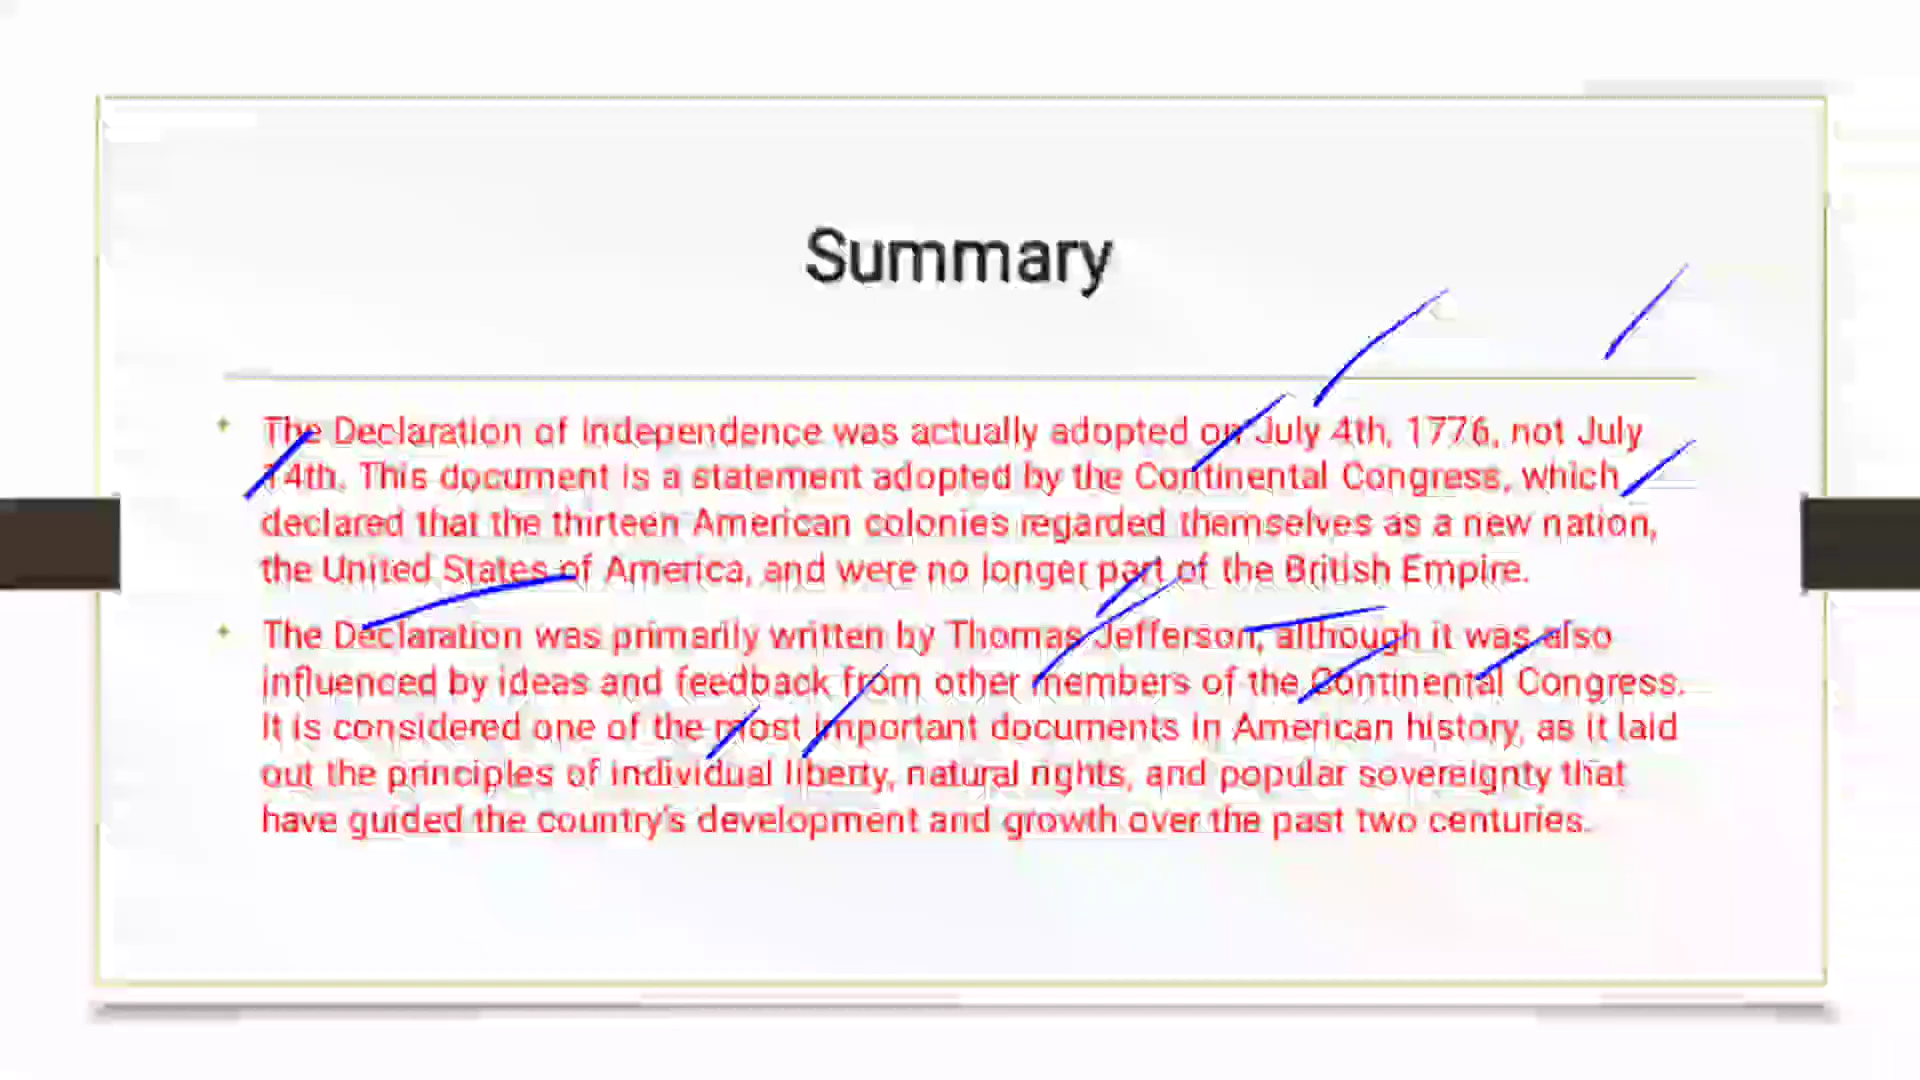 Summary
The Declaration of Independence was actually adopted on July 4th, 1776, not July
14th. This document is a statement adopted by the Continental Congress, which
declared that the thirteen American colonies regarded themselves as a new nation,
the United States of America, and were no longer part of the British Empire.
The Declaration was primarily written by Thomas Jefferson, although it was also
influenced by ideas and feedback from other members of the Continental Congress.
It is considered one of the most important documents in American history, as it laid
out the principles of individual liberty, natural rights, and popular sovereignty that
have guided the country's development and growth over the past two centuries.